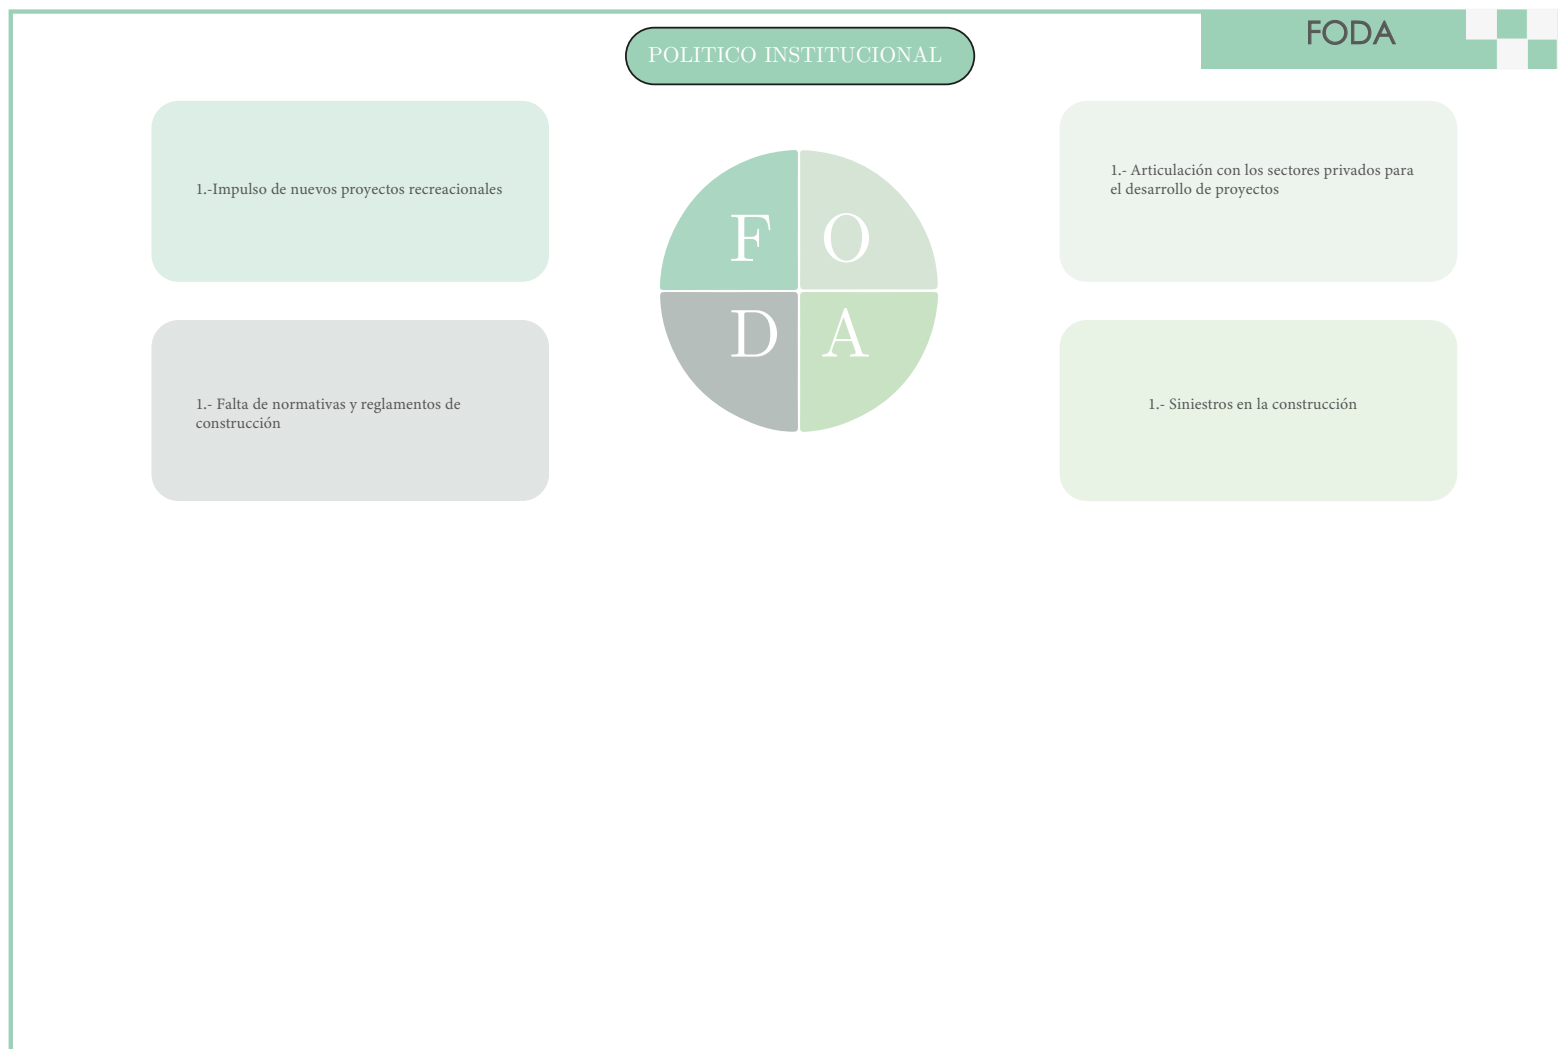 FODA
POLITICO INSTITUCIONAL
1.-Impulso de nuevos proyectos recreacionales
1.- Articulación con los sectores privados para
el desarrollo de proyectos
F O
D A
1.- Falta de normativas y reglamentos de
construcción
1.- Siniestros en la construcción